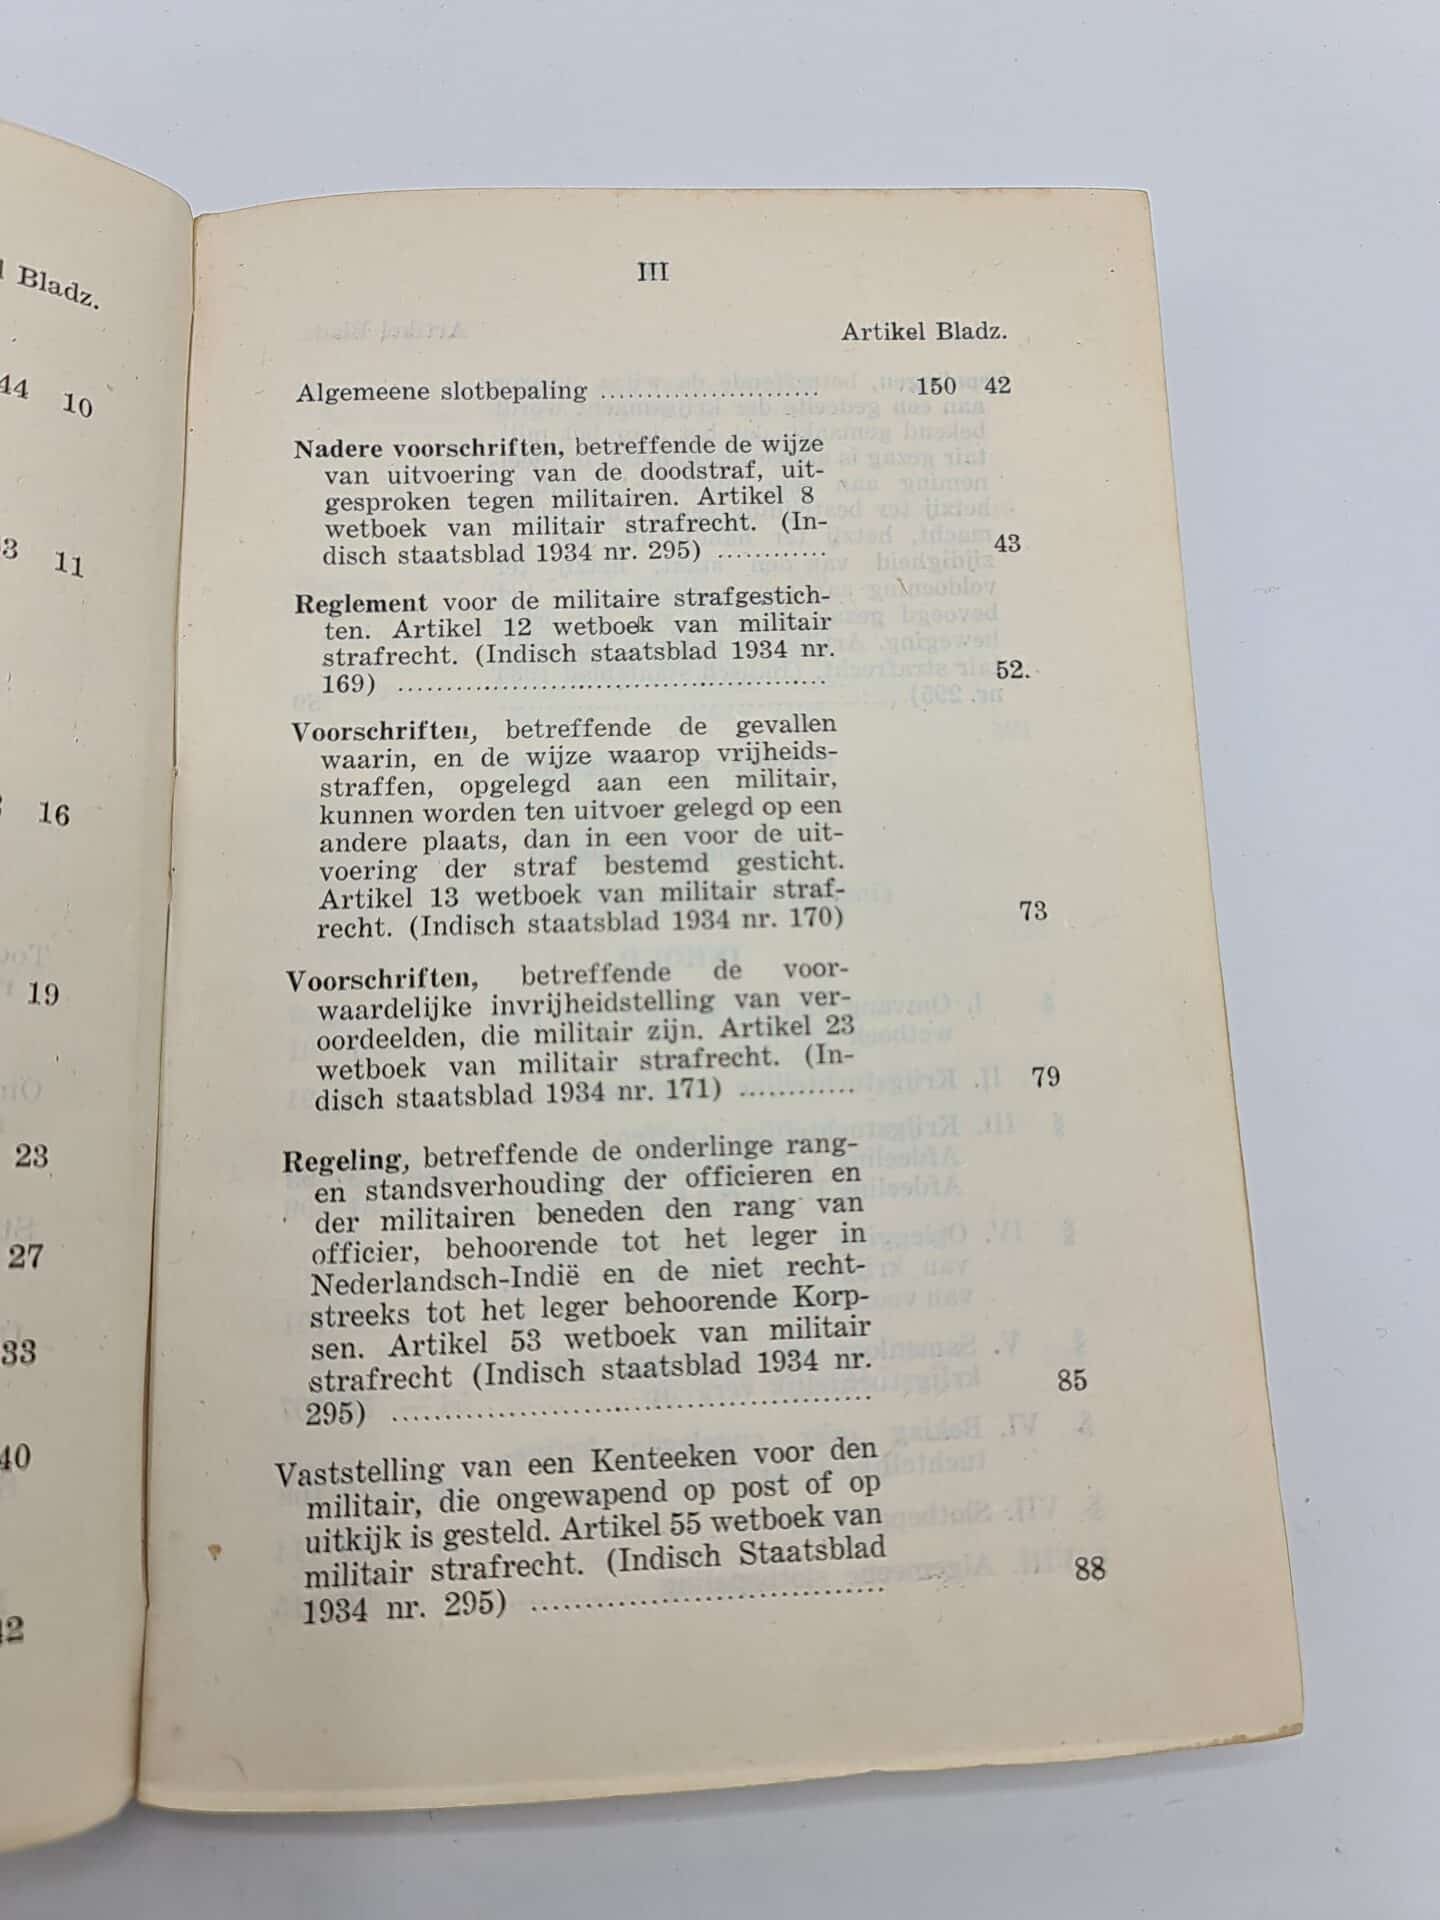 Bladz.
44 10
11
16
19
23
27
33
40
42
III
Artikel Bladz.
Algemeene slotbepaling ........................ 150 42
Nadere voorschriften, betreffende de wijze
van uitvoering van de doodstraf, uit-
gesproken tegen militairen. Artikel 8
wetboek van militair strafrecht. (In-
disch staatsblad 1934 nr. 295) ............ 43
Reglement voor de militaire strafgestich-
ten. Artikel 12 wetboek van militair
strafrecht. (Indisch staatsblad 1934 nr.
169) ............................................... 52.
Voorschriften, betreffende de gevallen
waarin, en de wijze waarop vrijheids-
straffen, opgelegd aan een militair,
kunnen worden ten uitvoer gelegd op een
andere plaats, dan in een voor de uit-
voering der straf bestemd gesticht.
Artikel 13 wetboek van militair straf-
recht. (Indisch staatsblad 1934 nr. 170) 73
Voorschriften, betreffende de voor-
waardelijke invrijheidstelling van ver-
oordeelden, die militair zijn. Artikel 23
wetboek van militair strafrecht. (In-
disch staatsblad 1934 nr. 171) ............ 79
Regeling, betreffende de onderlinge rang-
en standsverhouding der officieren en
der militairen beneden den rang van
officier, behoorende tot het leger in
Nederlandsch-Indië en de niet recht-
streeks tot het leger behoorende Korp-
sen. Artikel 53 wetboek van militair
strafrecht (Indisch staatsblad 1934 nr.
295) ................................................... 85
Vaststelling van een Kenteeken voor den
militair, die ongewapend op post of op
uitkijk is gesteld. Artikel 55 wetboek van
militair strafrecht. (Indisch Staatsblad
1934 nr. 295) ..................................... 88